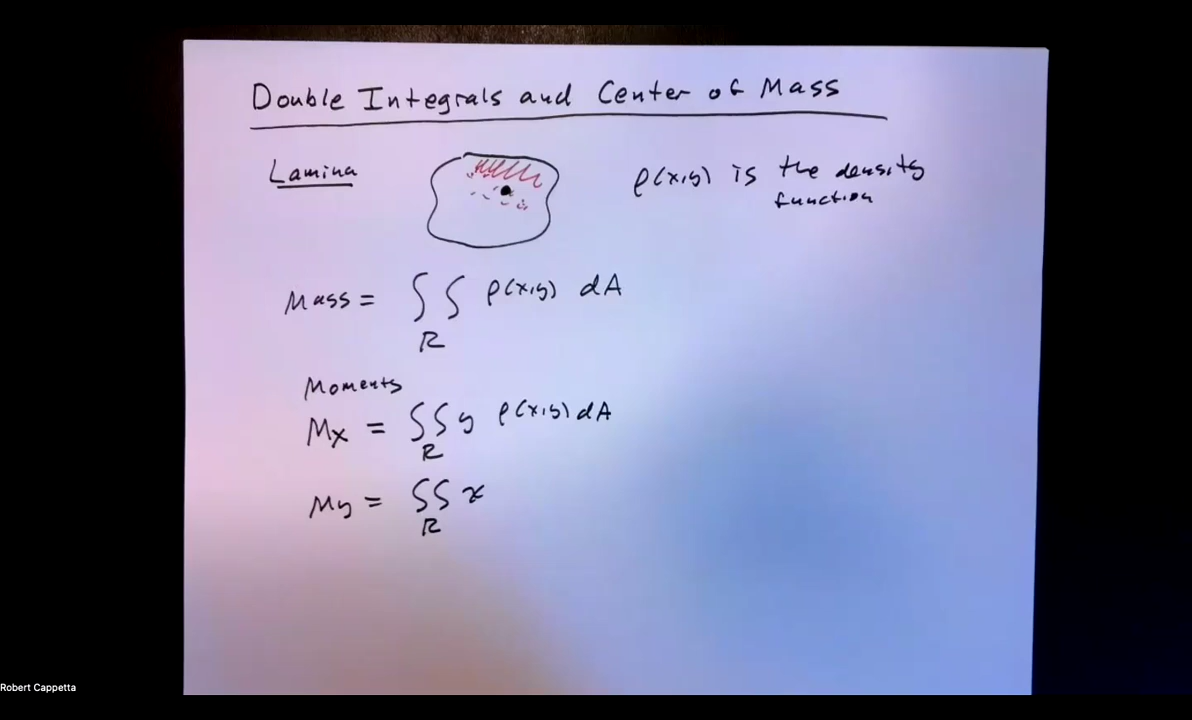 Double Integrals and Center of Mass
Lamina
ρ(x,y) is the density
function
Mass = ∫∫ ρ(x,y) dA
R
Moments
Mx = ∫∫ y ρ(x,y) dA
R
My = ∫∫ x
R
Robert Cappetta